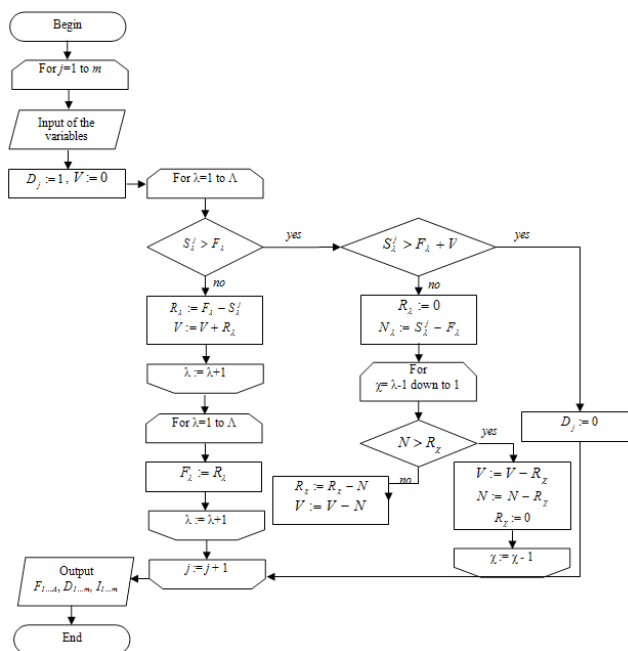 Begin
For j=1 to m
Input of the
variables
D_j := 1, V := 0
For λ=1 to Λ
S_λ^j > F_λ
yes
S_λ^j > F_λ + V
yes
no
no
R_λ := F_λ − S_λ^j
V := V + R_λ
R_λ := 0
N_λ := S_λ^j − F_λ
λ := λ+1
For
χ= λ-1 down to 1
For λ=1 to Λ
D_j := 0
N > R_χ
yes
F_λ := R_λ
V := V − R_χ
N := N − R_χ
R_χ := 0
no
R_χ := R_χ − N
V := V − N
λ := λ+1
χ := χ - 1
j := j + 1
Output
F_1...Λ, D_1...m, I_1...m
End